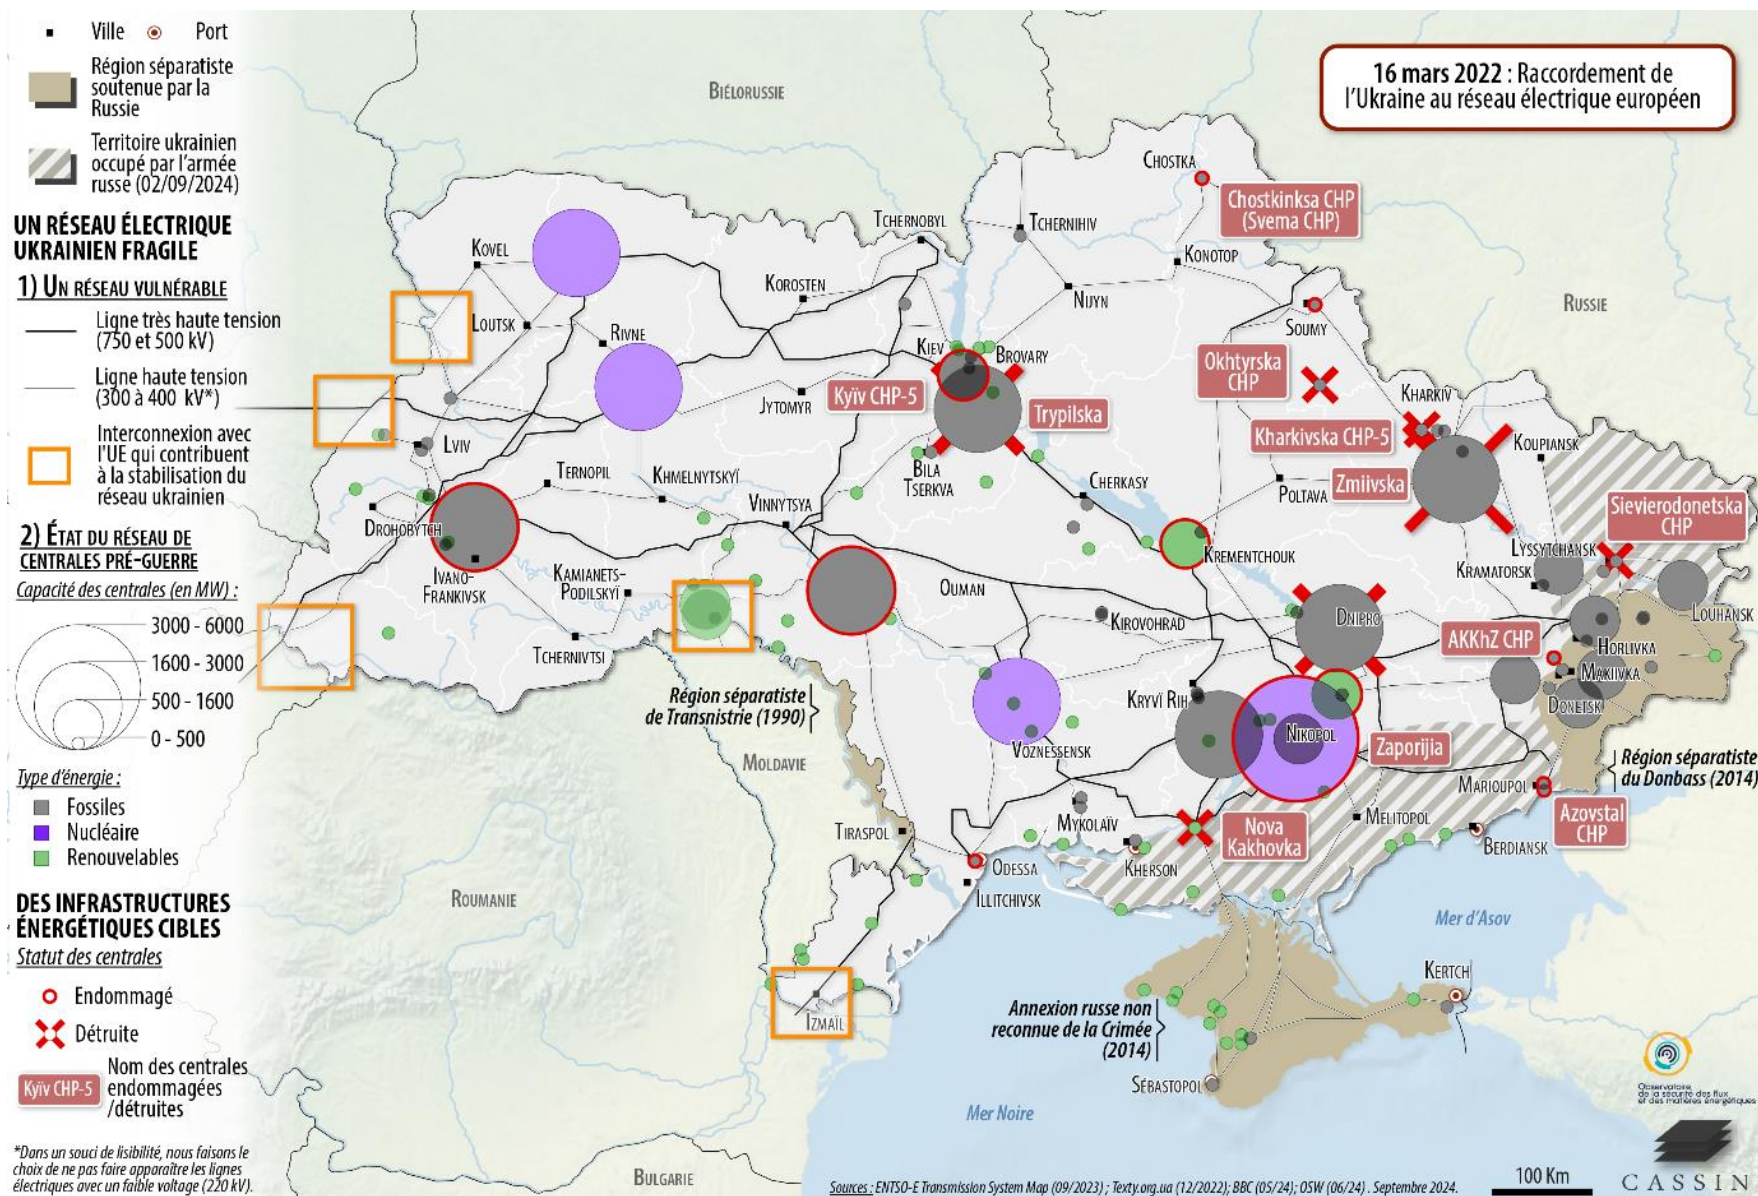 Ville
Port
Région séparatiste
soutenue par la
Russie
Territoire ukrainien
occupé par l'armée
russe (02/09/2024)
UN RÉSEAU ÉLECTRIQUE
UKRAINIEN FRAGILE
1) UN RÉSEAU VULNÉRABLE
Ligne très haute tension
(750 et 500 kV)
Ligne haute tension
(300 à 400 kV*)
Interconnexion avec
l'UE qui contribuent
à la stabilisation du
réseau ukrainien
2) ÉTAT DU RÉSEAU DE
CENTRALES PRÉ-GUERRE
Capacité des centrales (en MW) :
3000 - 6000
1600 - 3000
500 - 1600
0 - 500
Type d'énergie :
Fossiles
Nucléaire
Renouvelables
DES INFRASTRUCTURES
ÉNERGÉTIQUES CIBLES
Statut des centrales
Endommagé
Détruite
Kyïv CHP-5
Nom des centrales
endommagées
/détruites
*Dans un souci de lisibilité, nous faisons le
choix de ne pas faire apparaître les lignes
électriques avec un faible voltage (220 kV).
16 mars 2022 : Raccordement de
l'Ukraine au réseau électrique européen
BIÉLORUSSIE
RUSSIE
CHOSTKA
Chostkinksa CHP
(Svema CHP)
TCHERNOBYL
TCHERNIHIV
KOVEL
KONOTOP
KOROSTEN
NIJYN
LOUTSK
RIVNE
SOUMY
KIEV
BROVARY
Okhtyrska
CHP
KHARKIV
Kyïv CHP-5
JYTOMYR
Trypilska
Kharkivska CHP-5
KOUPIANSK
LVIV
TERNOPIL
KHMELNYTSKYÏ
BILA
TSERKVA
CHERKASY
POLTAVA
Zmiivska
VINNYTSYA
Sievierodonetska
CHP
DROHOBYTCH
KREMENTCHOUK
LYSSYTCHANSK
KRAMATORSK
IVANO-
FRANKIVSK
KAMIANETS-
PODILSKYÏ
OUMAN
KIROVOHRAD
DNIPRO
LOUHANSK
AKKhZ CHP
HORLIVKA
TCHERNIVTSI
MAKIIVKA
Région séparatiste
de Transnistrie (1990)
KRYVÏ RIH
DONETSK
NIKOPOL
VOZNESSENSK
Zaporijia
MOLDAVIE
Région séparatiste
du Donbass (2014)
MARIOUPOL
TIRASPOL
MYKOLAÏV
Nova
Kakhovka
MELITOPOL
Azovstal
CHP
BERDIANSK
ODESSA
KHERSON
ILLITCHIVSK
ROUMANIE
Mer d'Asov
KERTCH
IZMAÏL
Annexion russe non
reconnue de la Crimée
(2014)
SÉBASTOPOL
Mer Noire
Observatoire
de la sécurité des flux
et des matières énergétiques
BULGARIE
Sources : ENTSO-E Transmission System Map (09/2023) ; Texty.org.ua (12/2022); BBC (05/24); OSW (06/24) . Septembre 2024.
100 Km
CASSINI